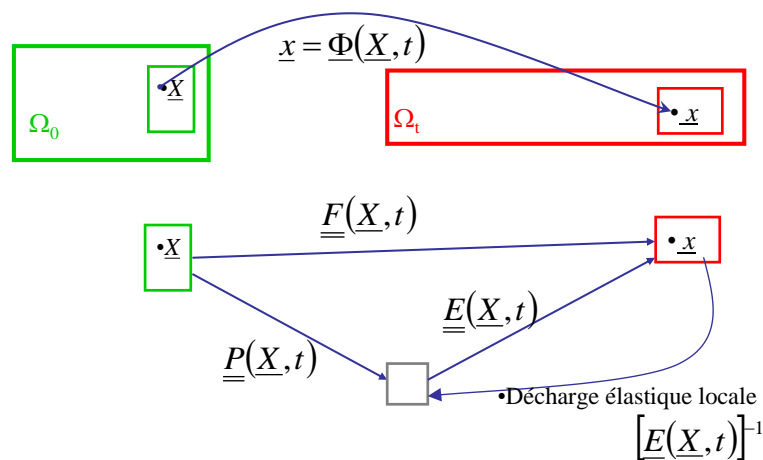 x = Φ(X,t)
•X
Ω₀
Ωt
• x
F(X,t)
•X
• x
E(X,t)
P(X,t)
•Décharge élastique locale
[E(X,t)]⁻¹